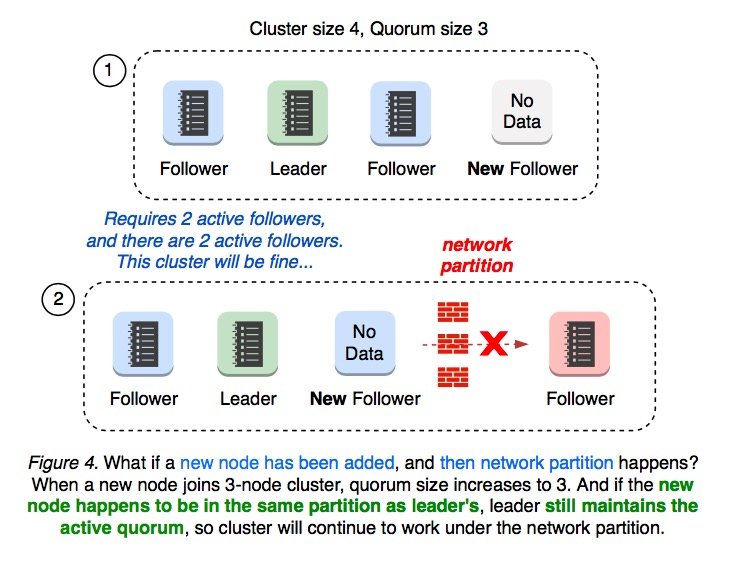 Cluster size 4, Quorum size 3
1
No
Data
Follower
Leader
Follower
New Follower
Requires 2 active followers,
and there are 2 active followers.
This cluster will be fine...
network
partition
2
No
Data
Follower
Leader
New Follower
Follower
Figure 4. What if a new node has been added, and then network partition happens?
When a new node joins 3-node cluster, quorum size increases to 3. And if the new
node happens to be in the same partition as leader's, leader still maintains the
active quorum, so cluster will continue to work under the network partition.